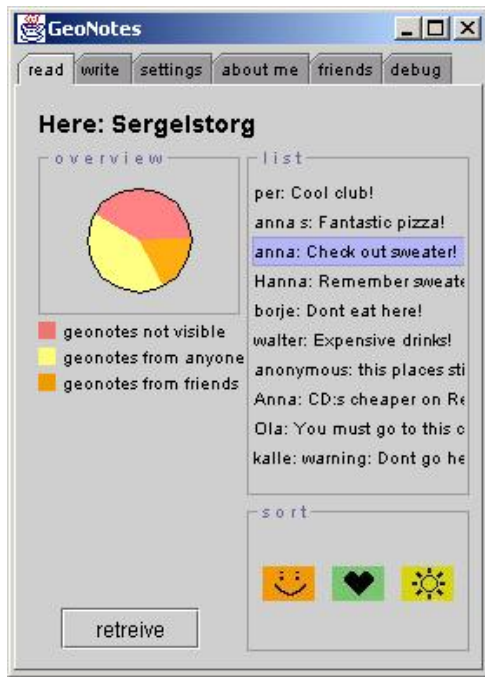 GeoNotes
read write settings about me friends debug
Here: Sergelstorg
overview
geonotes not visible
geonotes from anyone
geonotes from friends
list
per: Cool club!
anna s: Fantastic pizza!
anna: Check out sweater!
Hanna: Remember sweate
borje: Dont eat here!
walter: Expensive drinks!
anonymous: this places sti
Anna: CD:s cheaper on Re
Ola: You must go to this c
kalle: warning: Dont go he
sort
retreive